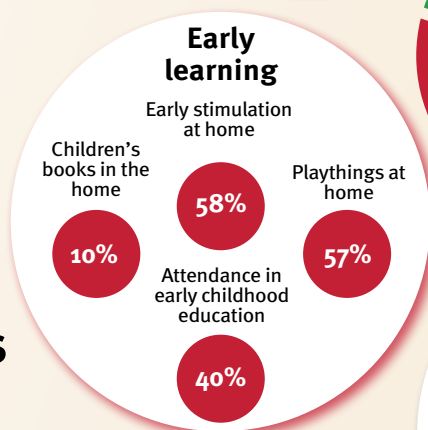 Early
learning
Early stimulation
at home
58%
Children's
books in the
home
10%
Playthings at
home
57%
Attendance in
early childhood
education
40%
s